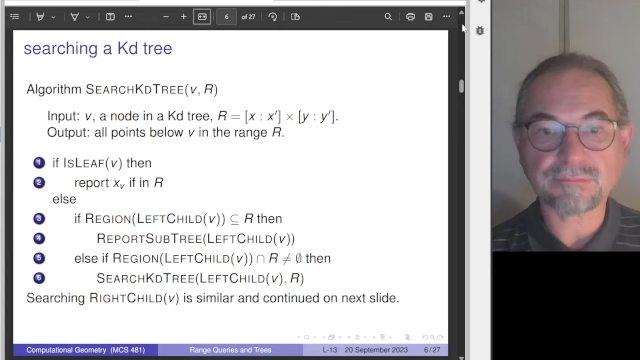 6 of 27
searching a Kd tree
Algorithm SEARCHKDTREE(v, R)
Input: v, a node in a Kd tree, R = [x : x′] × [y : y′].
Output: all points below v in the range R.
1 if ISLEAF(v) then
2 report xᵥ if in R
else
3 if REGION(LEFTCHILD(v)) ⊆ R then
4 REPORTSUBTREE(LEFTCHILD(v))
5 else if REGION(LEFTCHILD(v)) ∩ R ≠ ∅ then
6 SEARCHKDTREE(LEFTCHILD(v), R)
Searching RIGHTCHILD(v) is similar and continued on next slide.
Computational Geometry (MCS 481) Range Queries and Trees L-13 20 September 2023 6 / 27